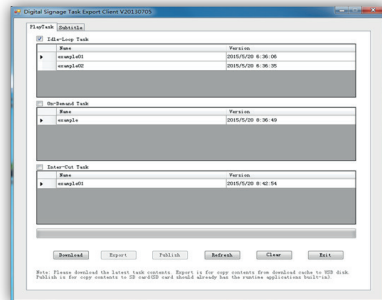 Digital Signage Task Export Client V20130705
PlayTask Subtitle
Idle-Loop Task
Name Version
example01 2015/5/20 8:36:06
example02 2015/5/20 8:36:35
On-Demand Task
Name Version
example 2015/5/20 8:36:49
Inter-Cut Task
Name Version
example01 2015/5/20 8:42:54
Download Export Publish Refresh Clear Exit
Note: Please download the latest task contents. Export is for copy contents from download cache to USB disk.
Publish is for copy contents to SD card(SD card should already has the runtime applications built-in).